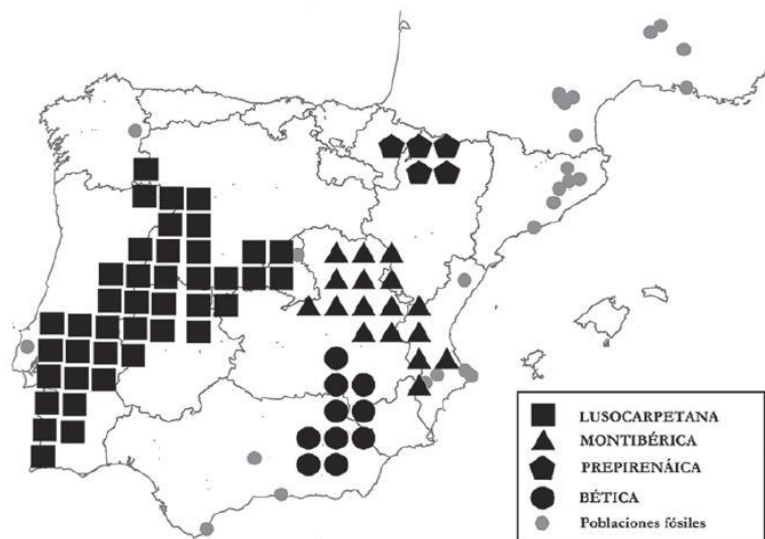 LUSOCARPETANA
MONTIBÉRICA
PREPIRENÁICA
BÉTICA
Poblaciones fósiles